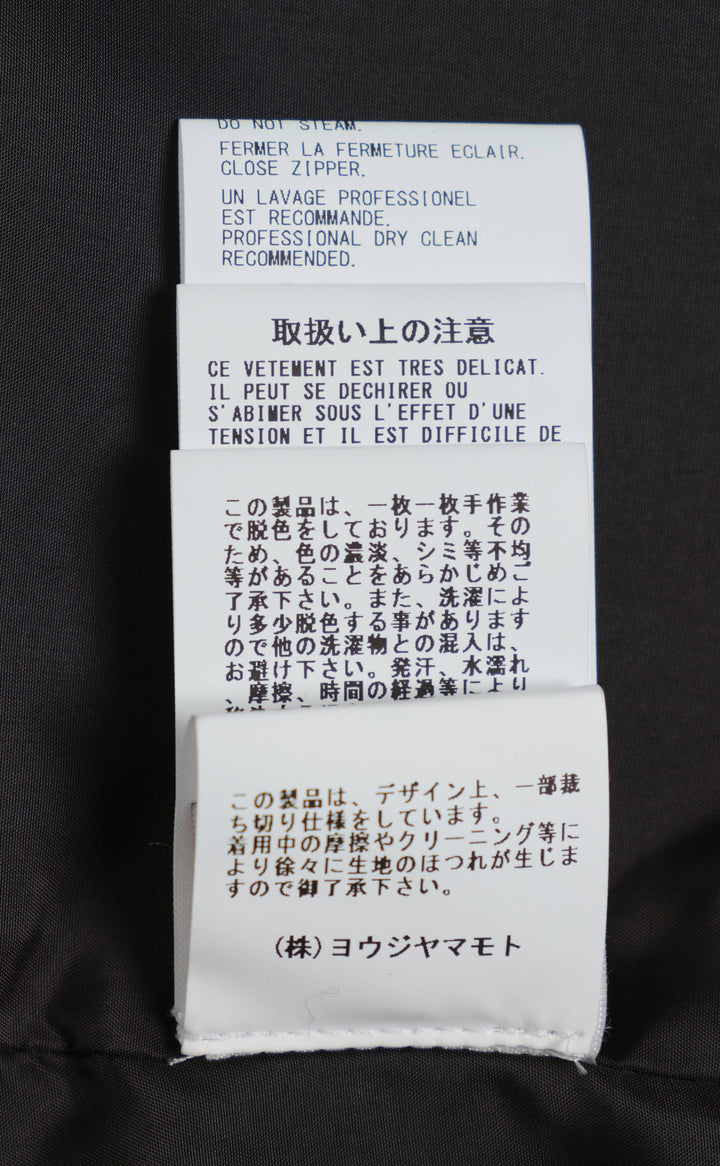 DO NOT STEAM.
FERMER LA FERMETURE ECLAIR.
CLOSE ZIPPER.
UN LAVAGE PROFESSIONEL
EST RECOMMANDE.
PROFESSIONAL DRY CLEAN
RECOMMENDED.
取扱い上の注意
CE VETEMENT EST TRES DELICAT.
IL PEUT SE DECHIRER OU
S'ABIMER SOUS L'EFFET D'UNE
TENSION ET IL EST DIFFICILE DE
この製品は、一枚一枚手作業
で脱色をしております。その
ため、色の濃淡、シミ等不均
等があることをあらかじめご
了承下さい。また、洗濯によ
り多少脱色する事があります
ので他の洗濯物との混入は、
お避け下さい。発汗、水濡れ
、摩擦、時間の経過等により
この製品は、デザイン上、一部裁
ち切り仕様をしています。
着用中の摩擦やクリーニング等に
より徐々に生地のほつれが生じま
すので御了承下さい。
(株)ヨウジヤマモト